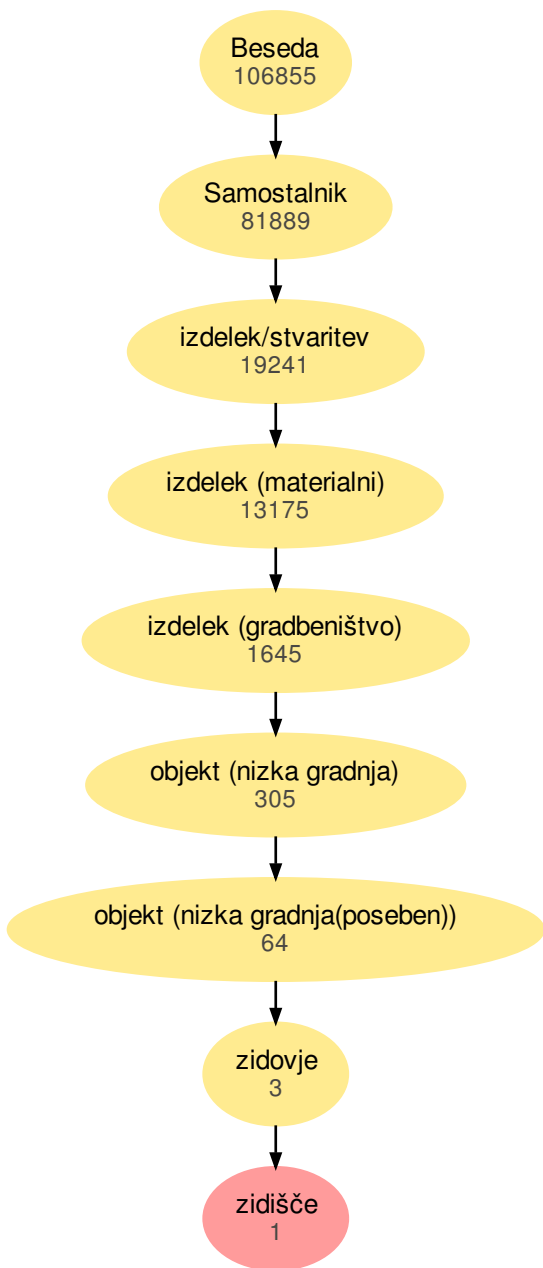 Beseda
106855
Samostalnik
81889
izdelek/stvaritev
19241
izdelek (materialni)
13175
izdelek (gradbeništvo)
1645
objekt (nizka gradnja)
305
objekt (nizka gradnja(poseben))
64
zidovje
3
zidišče
1